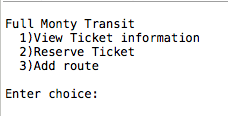 Full Monty Transit
1)View Ticket information
2)Reserve Ticket
3)Add route
Enter choice: